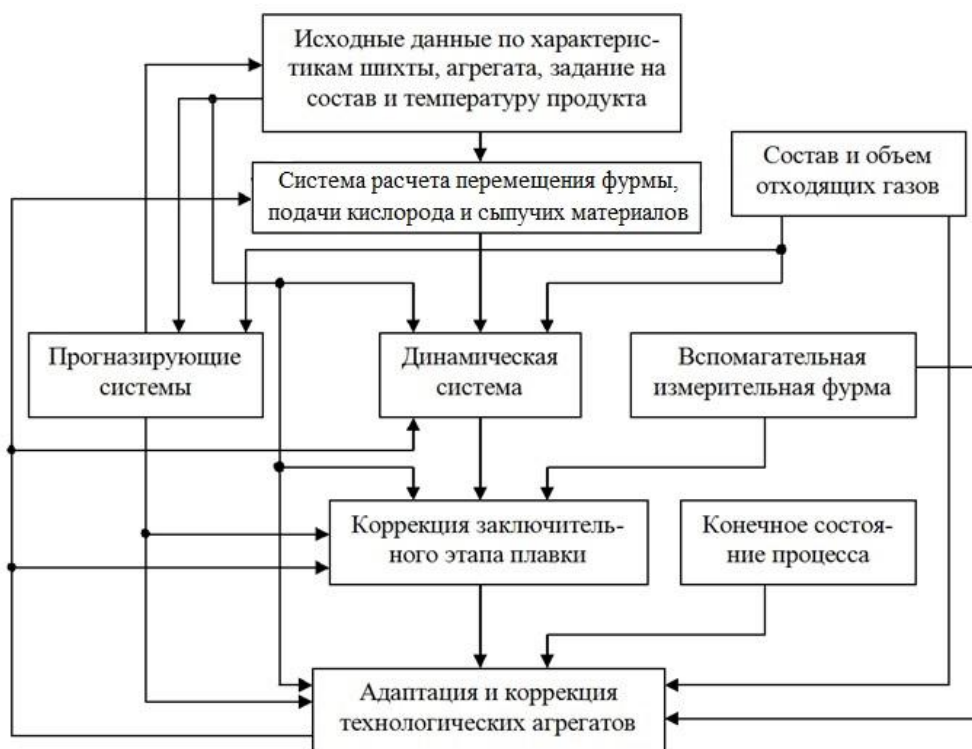 Исходные данные по характерис-
тикам шихты, агрегата, задание на
состав и температуру продукта
Система расчета перемещения фурмы,
подачи кислорода и сыпучих материалов
Состав и объем
отходящих газов
Прогназирующие
системы
Динамическая
система
Вспомагательная
измерительная фурма
Коррекция заключитель-
ного этапа плавки
Конечное состоя-
ние процесса
Адаптация и коррекция
технологических агрегатов